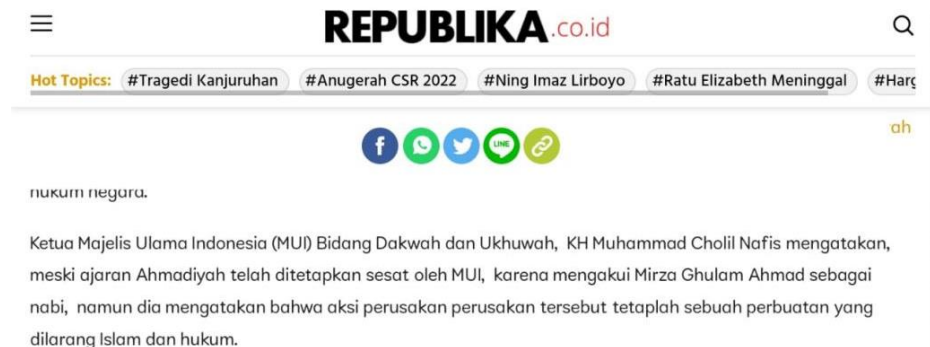 REPUBLIKA.co.id
Hot Topics: #Tragedi Kanjuruhan #Anugerah CSR 2022 #Ning Imaz Lirboyo #Ratu Elizabeth Meninggal #Harg
ah
LINE
hukum negara.
Ketua Majelis Ulama Indonesia (MUI) Bidang Dakwah dan Ukhuwah, KH Muhammad Cholil Nafis mengatakan,
meski ajaran Ahmadiyah telah ditetapkan sesat oleh MUI, karena mengakui Mirza Ghulam Ahmad sebagai
nabi, namun dia mengatakan bahwa aksi perusakan perusakan tersebut tetaplah sebuah perbuatan yang
dilarang Islam dan hukum.